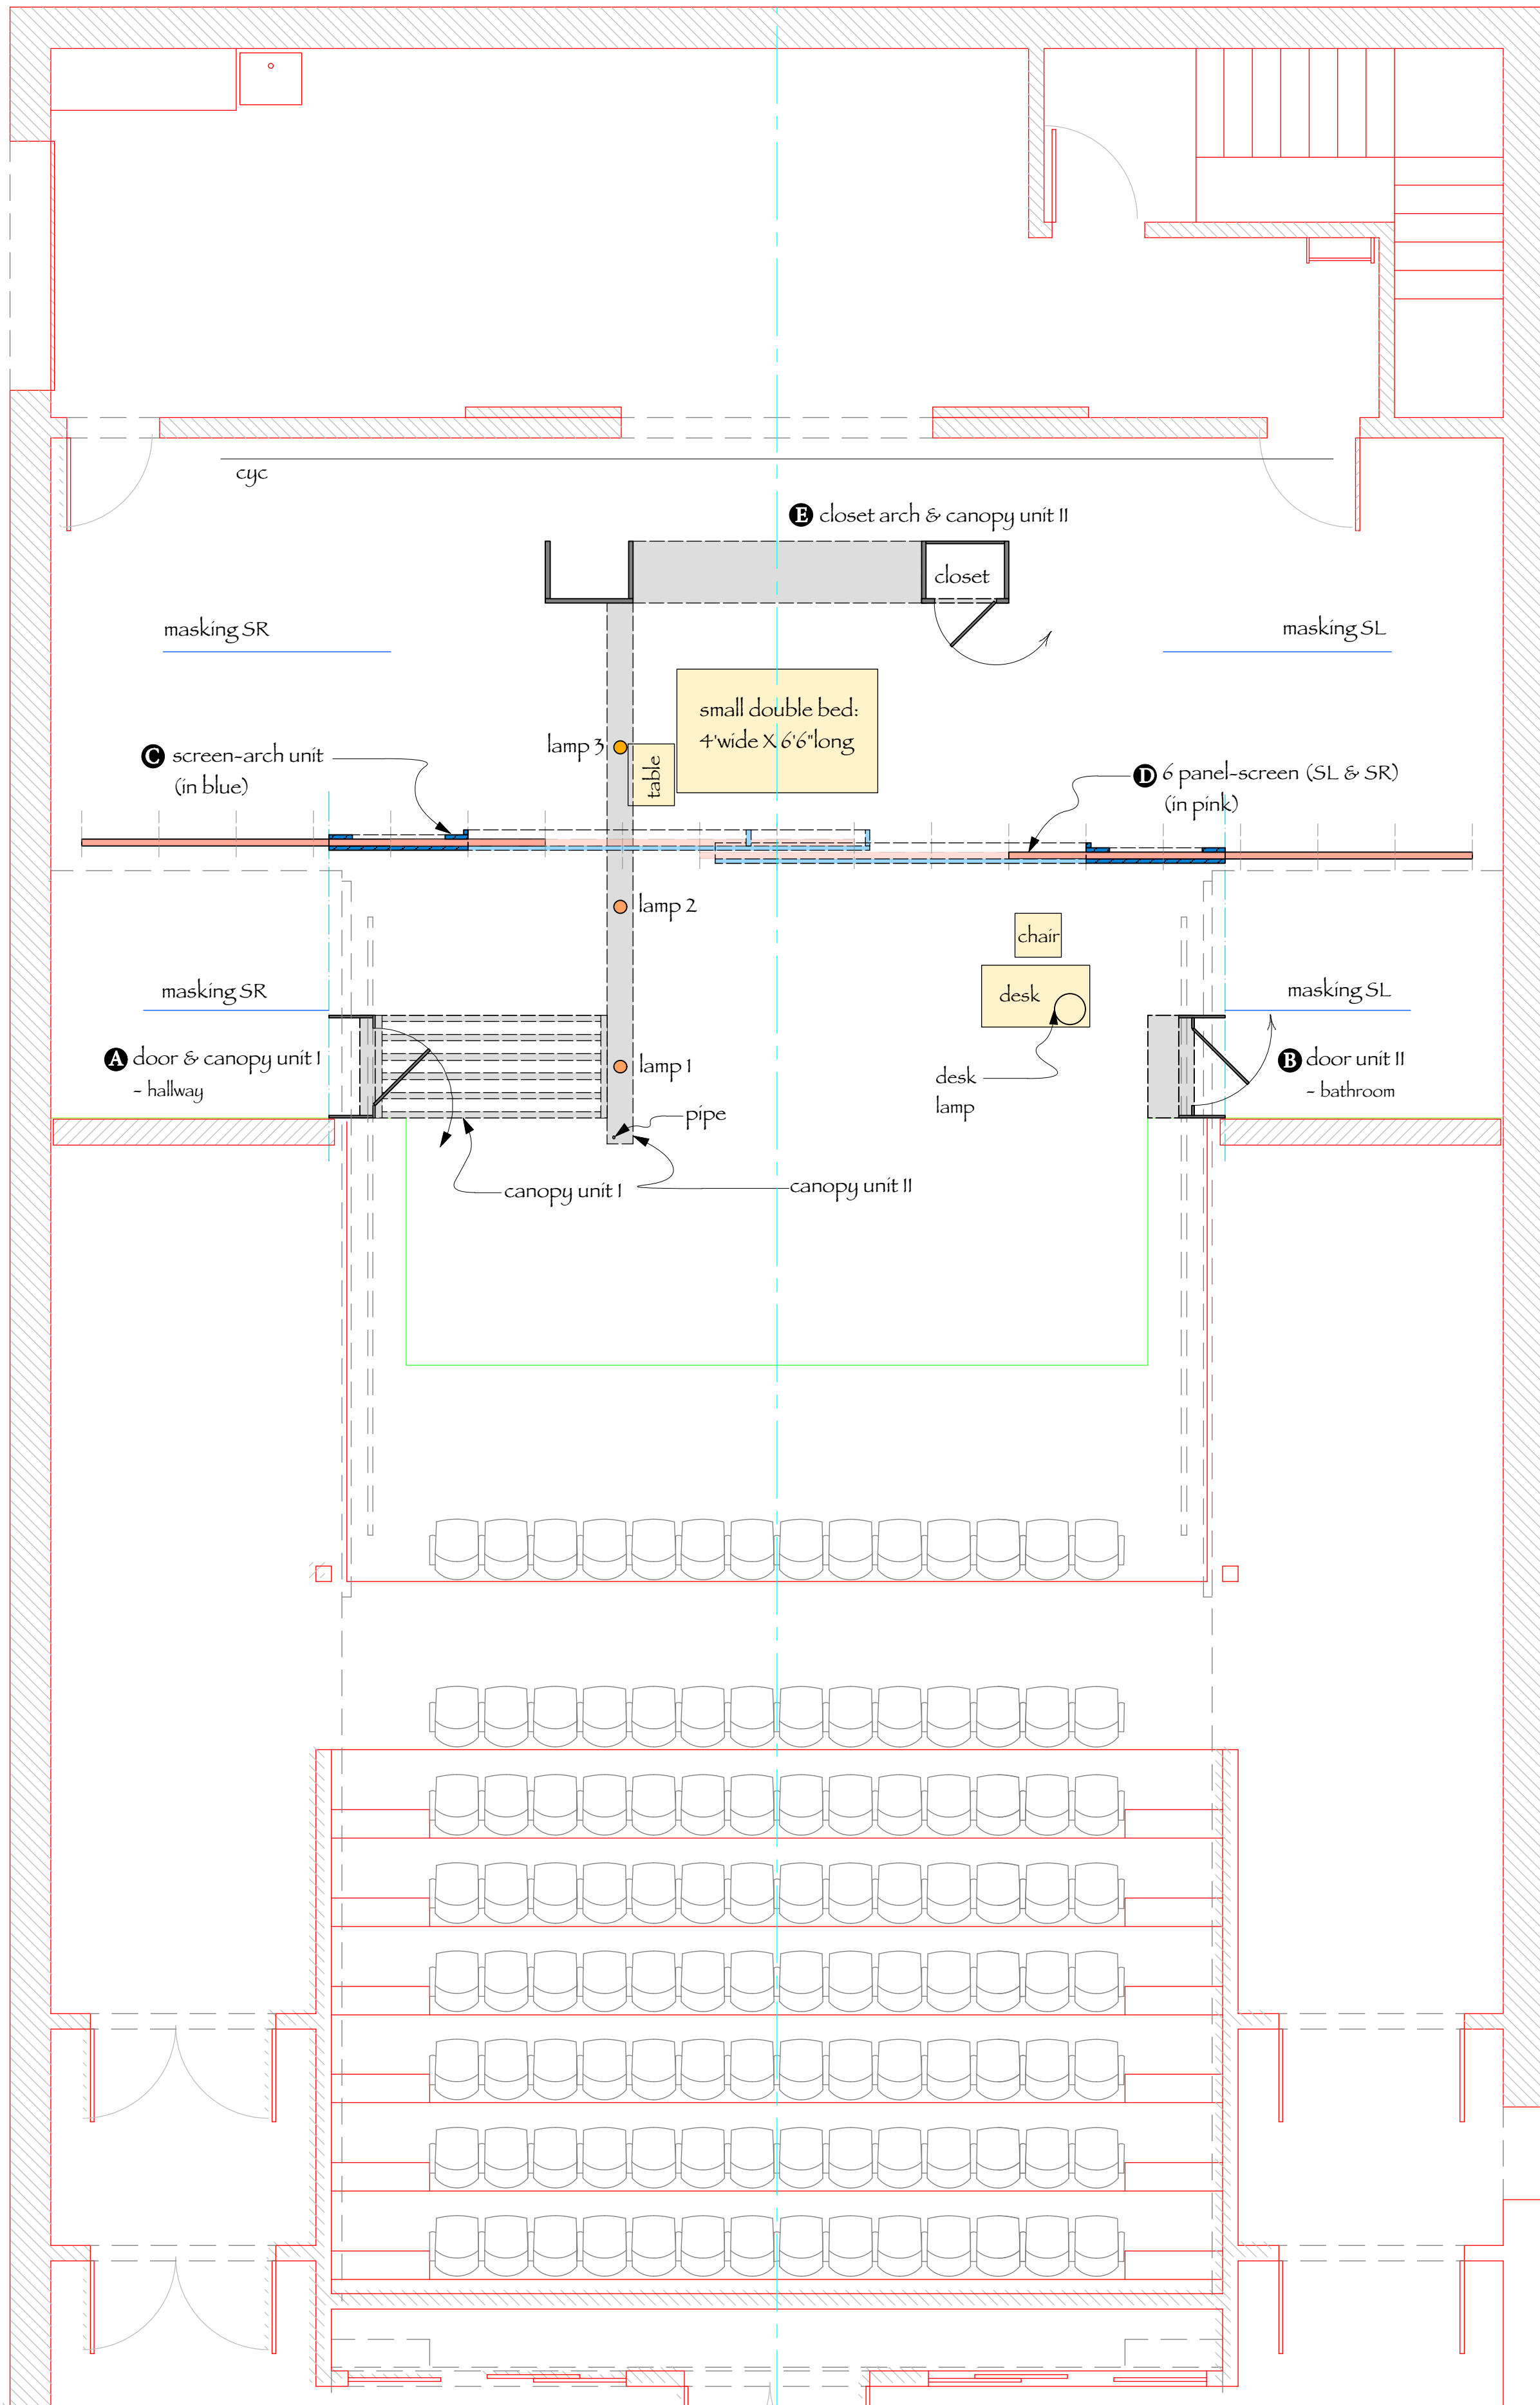 cyc
E closet arch & canopy unit II
closet
masking SR
masking SL
small double bed:
4'wide X 6'6"long
lamp 3
table
C screen-arch unit
(in blue)
D 6 panel-screen (SL & SR)
(in pink)
lamp 2
chair
desk
masking SR
masking SL
A door & canopy unit I
- hallway
lamp 1
desk
lamp
B door unit II
- bathroom
pipe
canopy unit I
canopy unit II